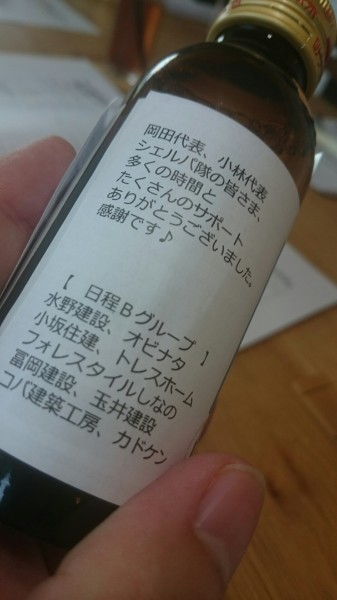 岡田代表、小林代表
シェルパ隊の皆さま、
多くの時間と
たくさんのサポート
ありがとうございました。
感謝です♪
【 日程Bグループ 】
水野建設、オビナタ
小坂住建、トレスホーム
フォレスタイルしなの
冨岡建設、玉井建設
コバ建築工房、カドケン